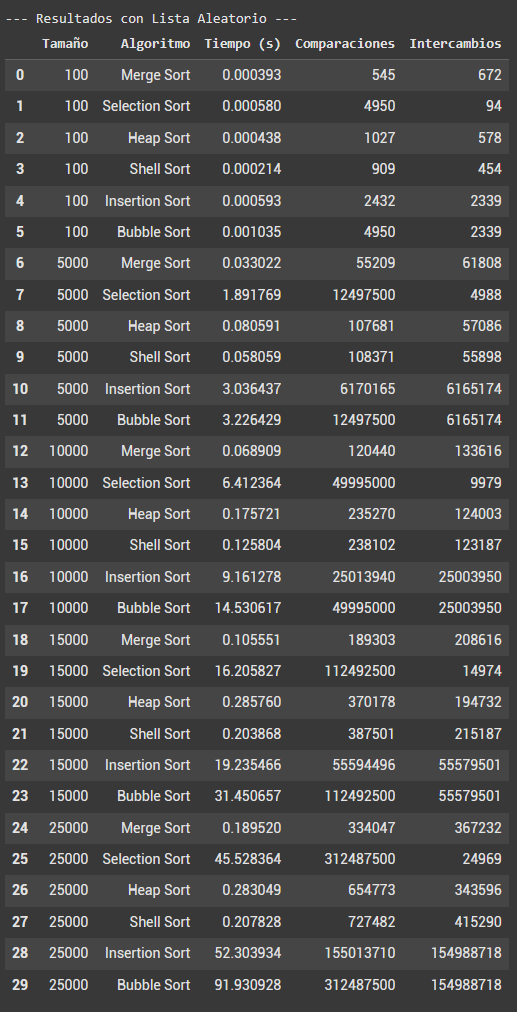 --- Resultados con Lista Aleatorio ---
Tamaño Algoritmo Tiempo (s) Comparaciones Intercambios
0 100 Merge Sort 0.000393 545 672
1 100 Selection Sort 0.000580 4950 94
2 100 Heap Sort 0.000438 1027 578
3 100 Shell Sort 0.000214 909 454
4 100 Insertion Sort 0.000593 2432 2339
5 100 Bubble Sort 0.001035 4950 2339
6 5000 Merge Sort 0.033022 55209 61808
7 5000 Selection Sort 1.891769 12497500 4988
8 5000 Heap Sort 0.080591 107681 57086
9 5000 Shell Sort 0.058059 108371 55898
10 5000 Insertion Sort 3.036437 6170165 6165174
11 5000 Bubble Sort 3.226429 12497500 6165174
12 10000 Merge Sort 0.068909 120440 133616
13 10000 Selection Sort 6.412364 49995000 9979
14 10000 Heap Sort 0.175721 235270 124003
15 10000 Shell Sort 0.125804 238102 123187
16 10000 Insertion Sort 9.161278 25013940 25003950
17 10000 Bubble Sort 14.530617 49995000 25003950
18 15000 Merge Sort 0.105551 189303 208616
19 15000 Selection Sort 16.205827 112492500 14974
20 15000 Heap Sort 0.285760 370178 194732
21 15000 Shell Sort 0.203868 387501 215187
22 15000 Insertion Sort 19.235466 55594496 55579501
23 15000 Bubble Sort 31.450657 112492500 55579501
24 25000 Merge Sort 0.189520 334047 367232
25 25000 Selection Sort 45.528364 312487500 24969
26 25000 Heap Sort 0.283049 654773 343596
27 25000 Shell Sort 0.207828 727482 415290
28 25000 Insertion Sort 52.303934 155013710 154988718
29 25000 Bubble Sort 91.930928 312487500 154988718